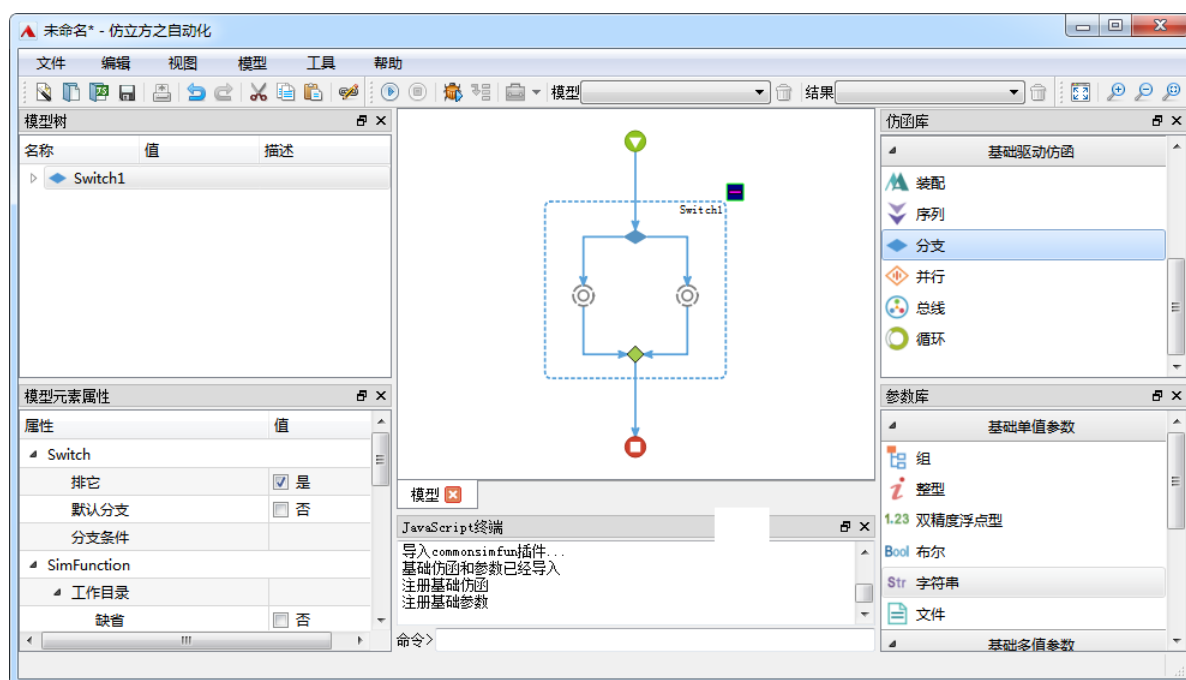 未命名* - 仿立方之自动化
文件 编辑 视图 模型 工具 帮助
模型 结果
模型树
名称 值 描述
Switch1
模型元素属性
属性 值
Switch
排它 是
默认分支 否
分支条件
SimFunction
工作目录
缺省 否
Switch1
模型
JavaScript终端
导入commonsimfun插件...
基础仿函和参数已经导入
注册基础仿函
注册基础参数
命令>
仿函库
基础驱动仿函
装配
序列
分支
并行
总线
循环
参数库
基础单值参数
组
整型
1.23 双精度浮点型
Bool 布尔
Str 字符串
文件
基础多值参数